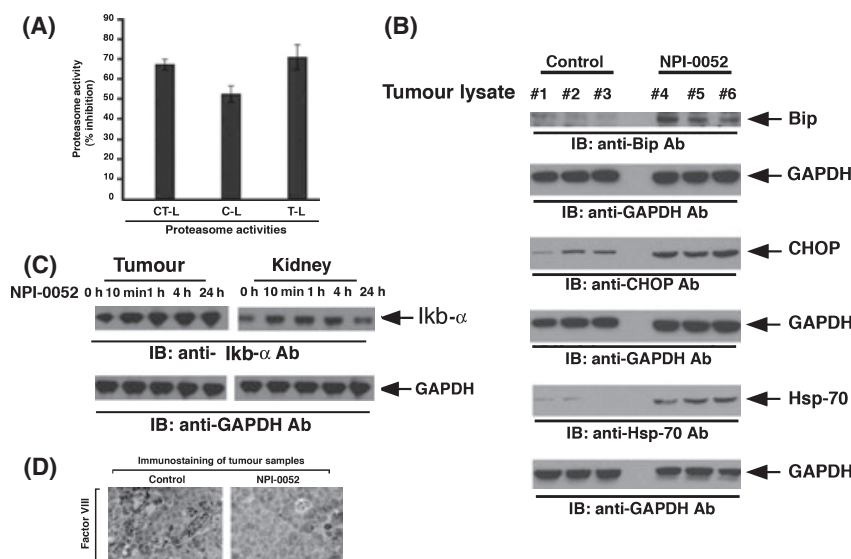 (A)
Proteasome activity
(% inhibition)
90
80
70
60
50
40
30
20
10
0
CT-L C-L T-L
Proteasome activities
(B)
Control NPI-0052
Tumour lysate #1 #2 #3 #4 #5 #6
Bip
IB: anti-Bip Ab
GAPDH
IB: anti-GAPDH Ab
CHOP
IB: anti-CHOP Ab
GAPDH
IB: anti-GAPDH Ab
Hsp-70
IB: anti-Hsp-70 Ab
GAPDH
IB: anti-GAPDH Ab
(C)
Tumour Kidney
NPI-0052 0 h 10 min 1 h 4 h 24 h 0 h 10 min 1 h 4 h 24 h
Ikb-α
IB: anti- Ikb-α Ab
GAPDH
IB: anti-GAPDH Ab
(D)
Immunostaining of tumour samples
Control NPI-0052
Factor VIII